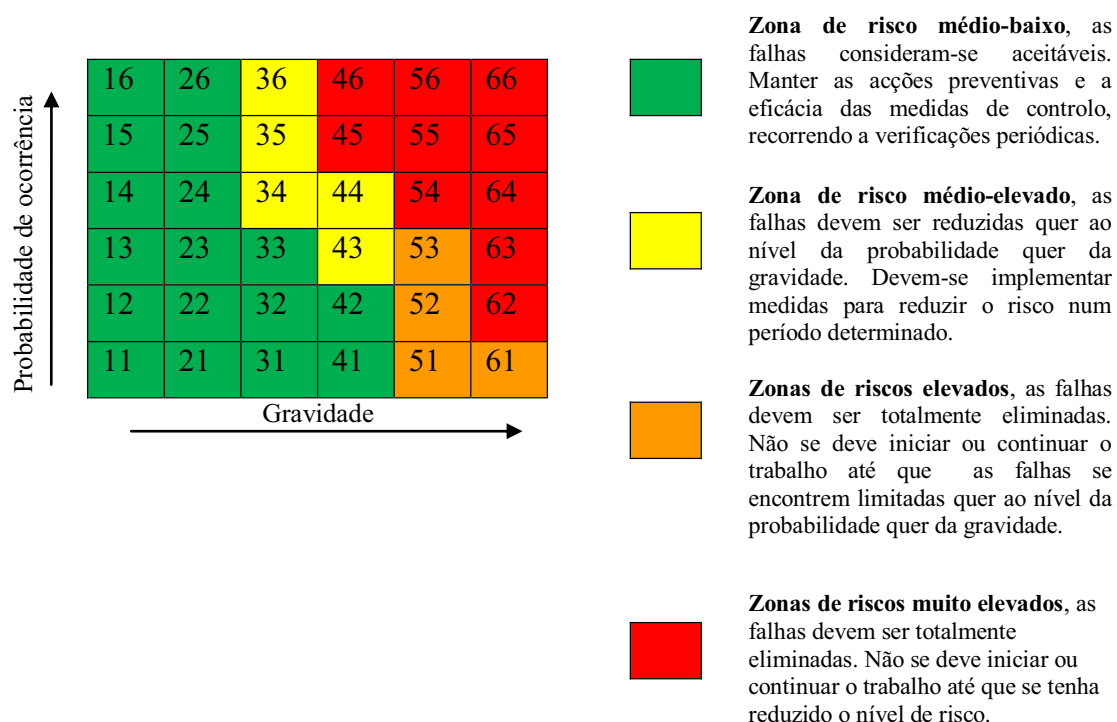 Probabilidade de ocorrência
16 26 36 46 56 66
15 25 35 45 55 65
14 24 34 44 54 64
13 23 33 43 53 63
12 22 32 42 52 62
11 21 31 41 51 61
Gravidade
Zona de risco médio-baixo, as
falhas consideram-se aceitáveis.
Manter as acções preventivas e a
eficácia das medidas de controlo,
recorrendo a verificações periódicas.
Zona de risco médio-elevado, as
falhas devem ser reduzidas quer ao
nível da probabilidade quer da
gravidade. Devem-se implementar
medidas para reduzir o risco num
período determinado.
Zonas de riscos elevados, as falhas
devem ser totalmente eliminadas.
Não se deve iniciar ou continuar o
trabalho até que as falhas se
encontrem limitadas quer ao nível da
probabilidade quer da gravidade.
Zonas de riscos muito elevados, as
falhas devem ser totalmente
eliminadas. Não se deve iniciar ou
continuar o trabalho até que se tenha
reduzido o nível de risco.